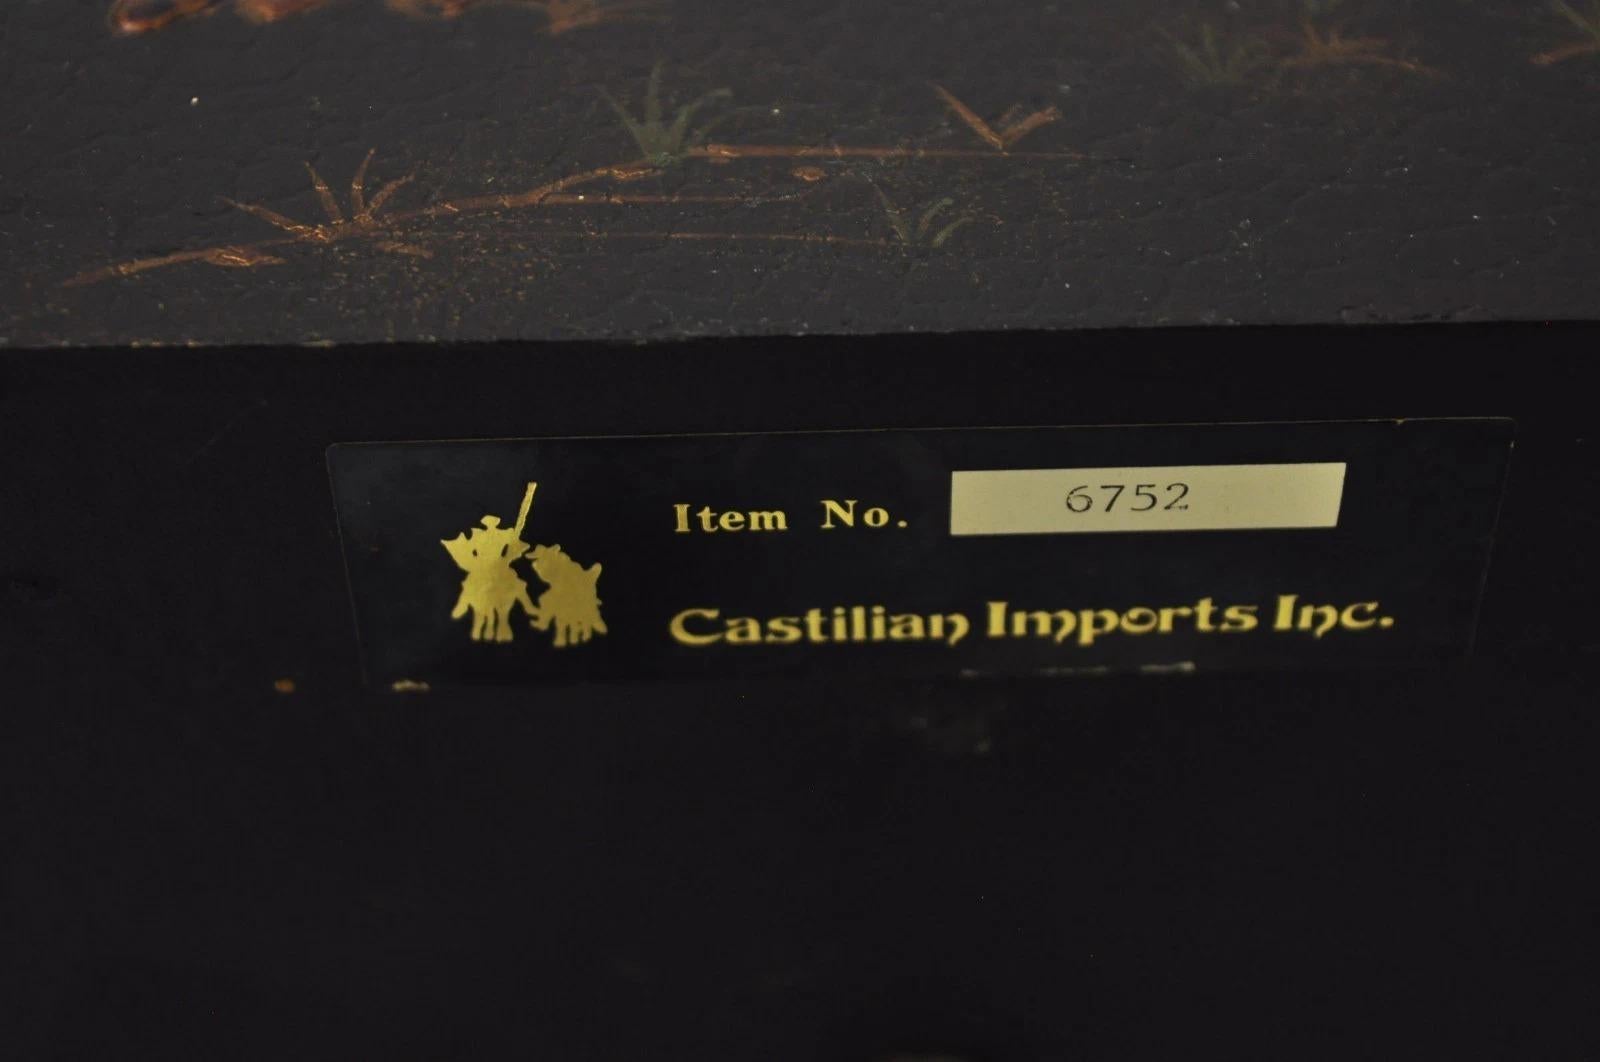 Item No. 6752
Castilian Imports Inc.